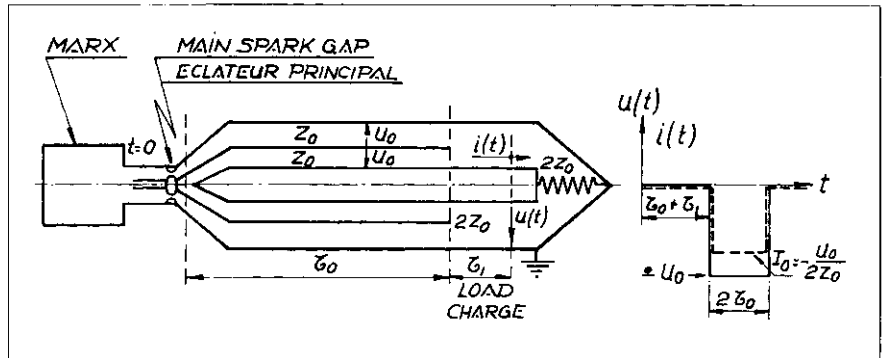 MARX
MAIN SPARK GAP
ECLATEUR PRINCIPAL
t=0
Z₀
U₀
Z₀
U₀
i(t)
2Z₀
2Z₀
u(t)
τ₀
τ₁
LOAD
CHARGE
u(t)
i(t)
t
τ₀ + τ₁
• U₀
I₀=-U₀/2Z₀
2τ₀